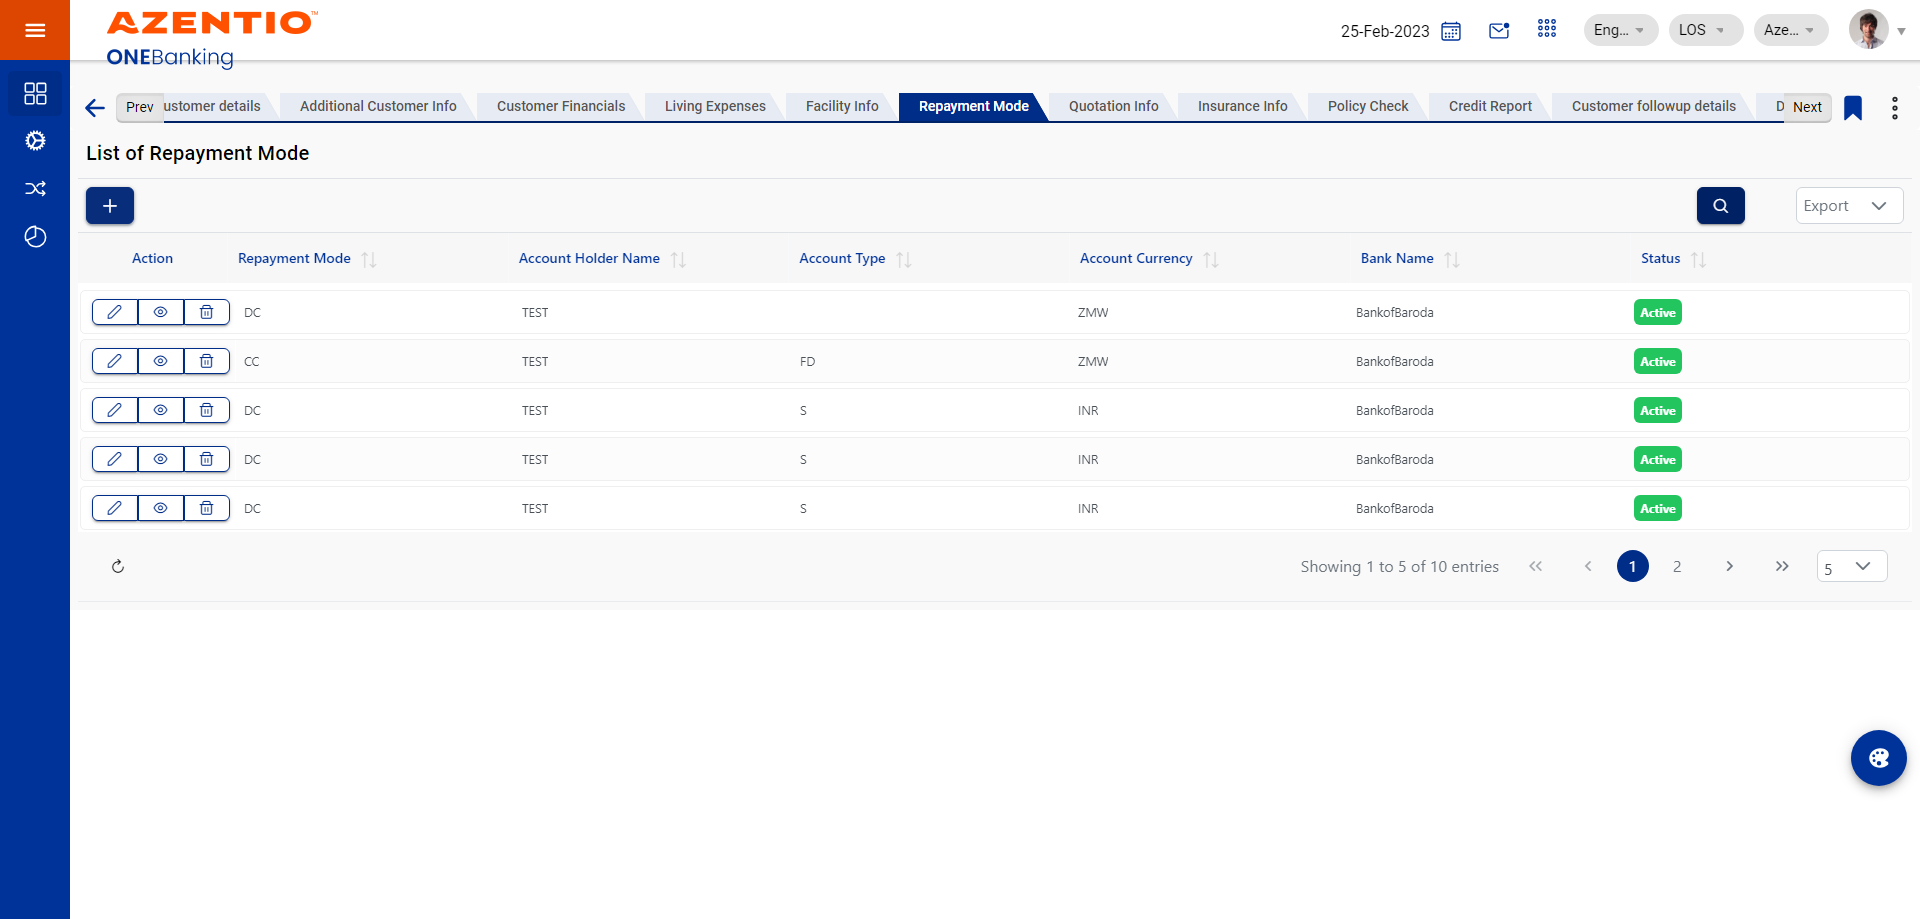 AZENTIO™
ONEBanking
25-Feb-2023
Eng...
LOS
Aze...
Prev
ustomer details
Additional Customer Info
Customer Financials
Living Expenses
Facility Info
Repayment Mode
Quotation Info
Insurance Info
Policy Check
Credit Report
Customer followup details
D
Next
List of Repayment Mode
Export
Action Repayment Mode Account Holder Name Account Type Account Currency Bank Name Status
DC TEST ZMW BankofBaroda Active
CC TEST FD ZMW BankofBaroda Active
DC TEST S INR BankofBaroda Active
DC TEST S INR BankofBaroda Active
DC TEST S INR BankofBaroda Active
Showing 1 to 5 of 10 entries
1
2
5